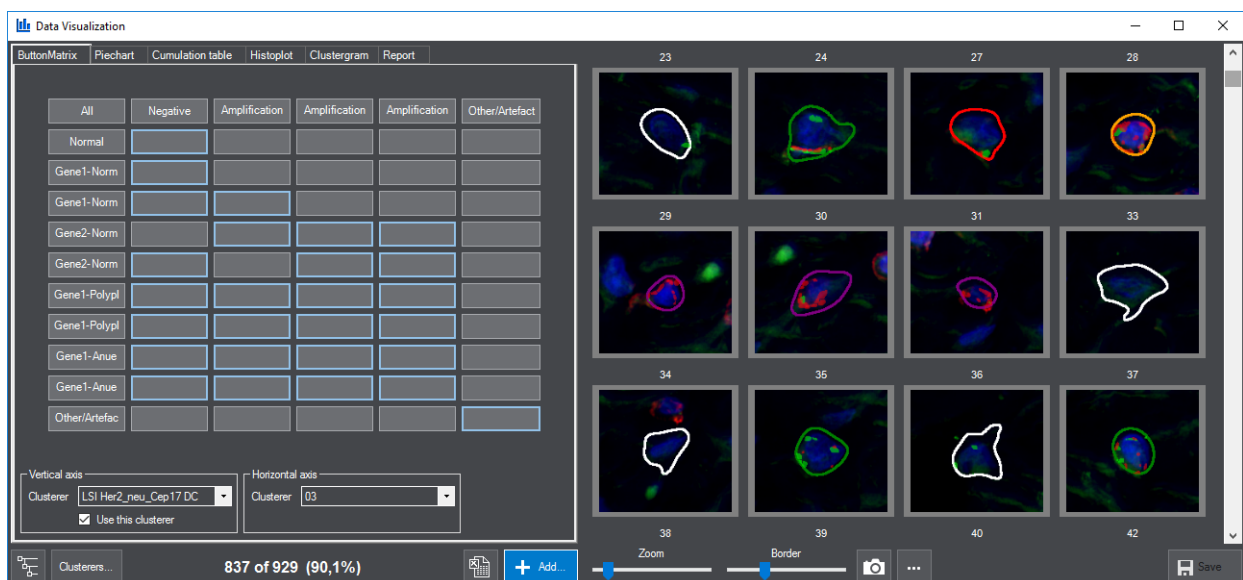 Data Visualization
ButtonMatrix Piechart Cumulation table Histoplot Clustergram Report
All Negative Amplification Amplification Amplification Other/Artefact
Normal
Gene1-Norm
Gene1-Norm
Gene2-Norm
Gene2-Norm
Gene1-Polypl
Gene1-Polypl
Gene1-Anue
Gene1-Anue
Other/Artefac
Vertical axis
Clusterer LSI Her2_neu_Cep17 DC
Use this clusterer
Horizontal axis
Clusterer 03
Clusterers... 837 of 929 (90,1%) Add...
23 24 27 28
29 30 31 33
34 35 36 37
38 39 40 42
Zoom Border
... Save